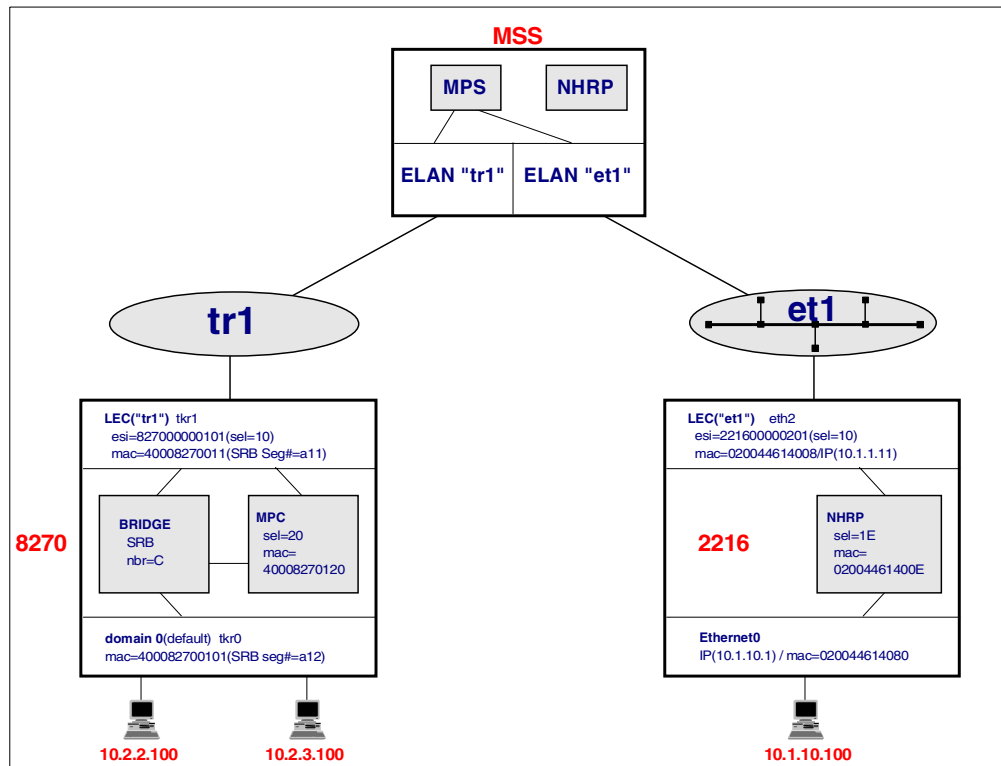 MSS
MPS
NHRP
ELAN "tr1"
ELAN "et1"
tr1
et1
LEC("tr1") tkr1
esi=827000000101(sel=10)
mac=40008270011(SRB Seg#=a11)
8270
BRIDGE
SRB
nbr=C
MPC
sel=20
mac=
40008270120
domain 0(default) tkr0
mac=400082700101(SRB seg#=a12)
10.2.2.100
10.2.3.100
LEC("et1") eth2
esi=221600000201(sel=10)
mac=020044614008/IP(10.1.1.11)
2216
NHRP
sel=1E
mac=
02004461400E
Ethernet0
IP(10.1.10.1) / mac=020044614080
10.1.10.100